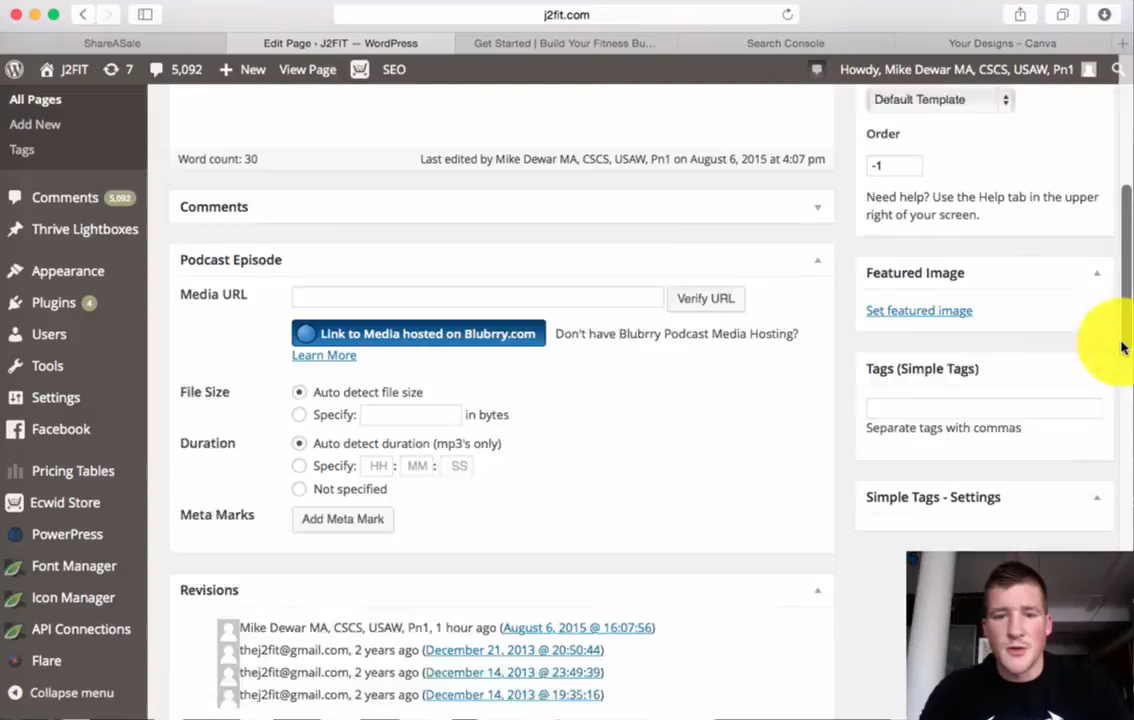 j2fit.com
ShareASale
Edit Page ‹ J2FIT — WordPress
Get Started | Build Your Fitness Bu...
Search Console
Your Designs – Canva
J2FIT
7
5,092
New
View Page
SEO
Howdy, Mike Dewar MA, CSCS, USAW, Pn1
All Pages
Add New
Tags
Comments 5,092
Thrive Lightboxes
Appearance
Plugins 4
Users
Tools
Settings
Facebook
Pricing Tables
Ecwid Store
PowerPress
Font Manager
Icon Manager
API Connections
Flare
Collapse menu
Word count: 30
Last edited by Mike Dewar MA, CSCS, USAW, Pn1 on August 6, 2015 at 4:07 pm
Comments
Podcast Episode
Media URL
Verify URL
Link to Media hosted on Blubrry.com
Don't have Blubrry Podcast Media Hosting?
Learn More
File Size
Auto detect file size
Specify:
in bytes
Duration
Auto detect duration (mp3's only)
Specify: HH : MM : SS
Not specified
Meta Marks
Add Meta Mark
Revisions
Mike Dewar MA, CSCS, USAW, Pn1, 1 hour ago (August 6, 2015 @ 16:07:56)
thej2fit@gmail.com, 2 years ago (December 21, 2013 @ 20:50:44)
thej2fit@gmail.com, 2 years ago (December 14, 2013 @ 23:49:39)
thej2fit@gmail.com, 2 years ago (December 14, 2013 @ 19:35:16)
Default Template
Order
-1
Need help? Use the Help tab in the upper
right of your screen.
Featured Image
Set featured image
Tags (Simple Tags)
Separate tags with commas
Simple Tags - Settings